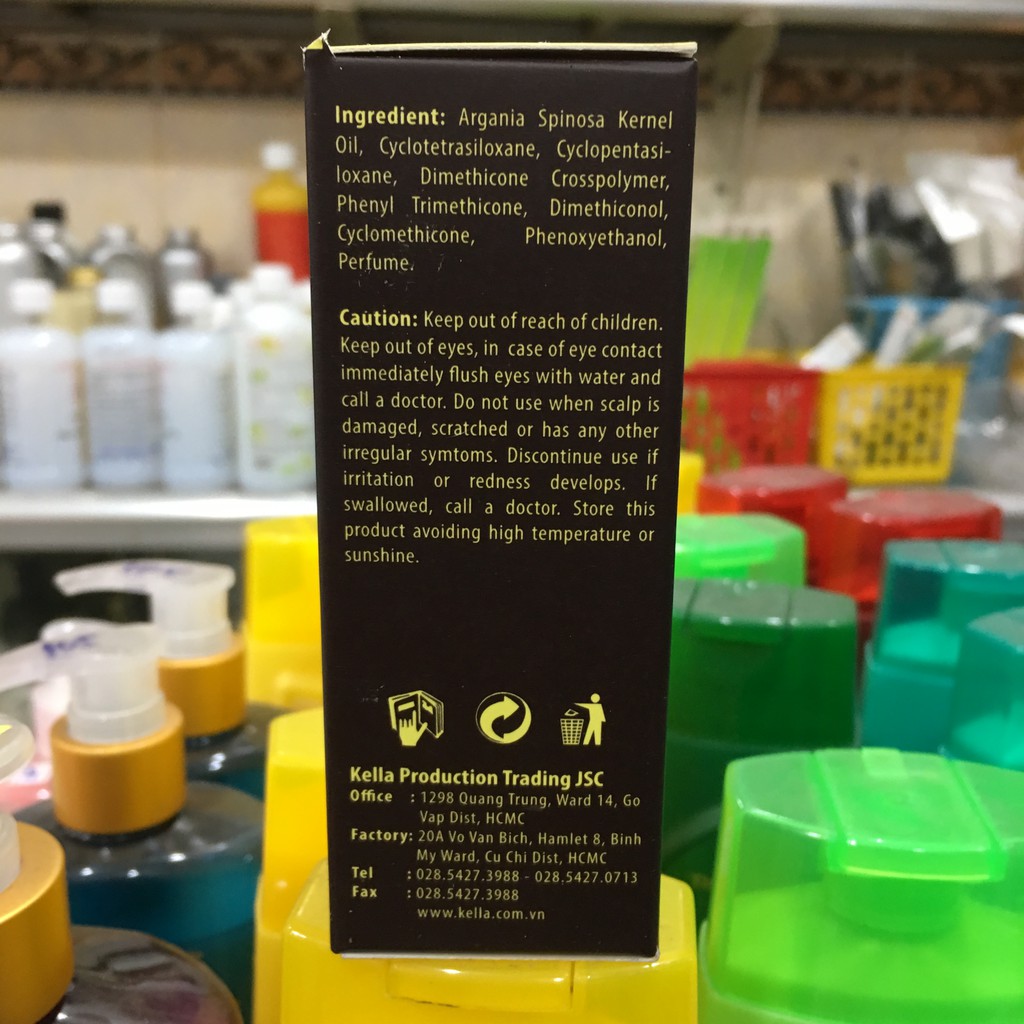 Ingredient: Argania Spinosa Kernel
Oil, Cyclotetrasiloxane, Cyclopentasi-
loxane, Dimethicone Crosspolymer,
Phenyl Trimethicone, Dimethiconol,
Cyclomethicone, Phenoxyethanol,
Perfume.
Caution: Keep out of reach of children.
Keep out of eyes, in case of eye contact
immediately flush eyes with water and
call a doctor. Do not use when scalp is
damaged, scratched or has any other
irregular symtoms. Discontinue use if
irritation or redness develops. If
swallowed, call a doctor. Store this
product avoiding high temperature or
sunshine.
Kella Production Trading JSC
Office : 1298 Quang Trung, Ward 14, Go
Vap Dist, HCMC
Factory: 20A Vo Van Bich, Hamlet 8, Binh
My Ward, Cu Chi Dist, HCMC
Tel : 028.5427.3988 - 028.5427.0713
Fax : 028.5427.3988
www.kella.com.vn